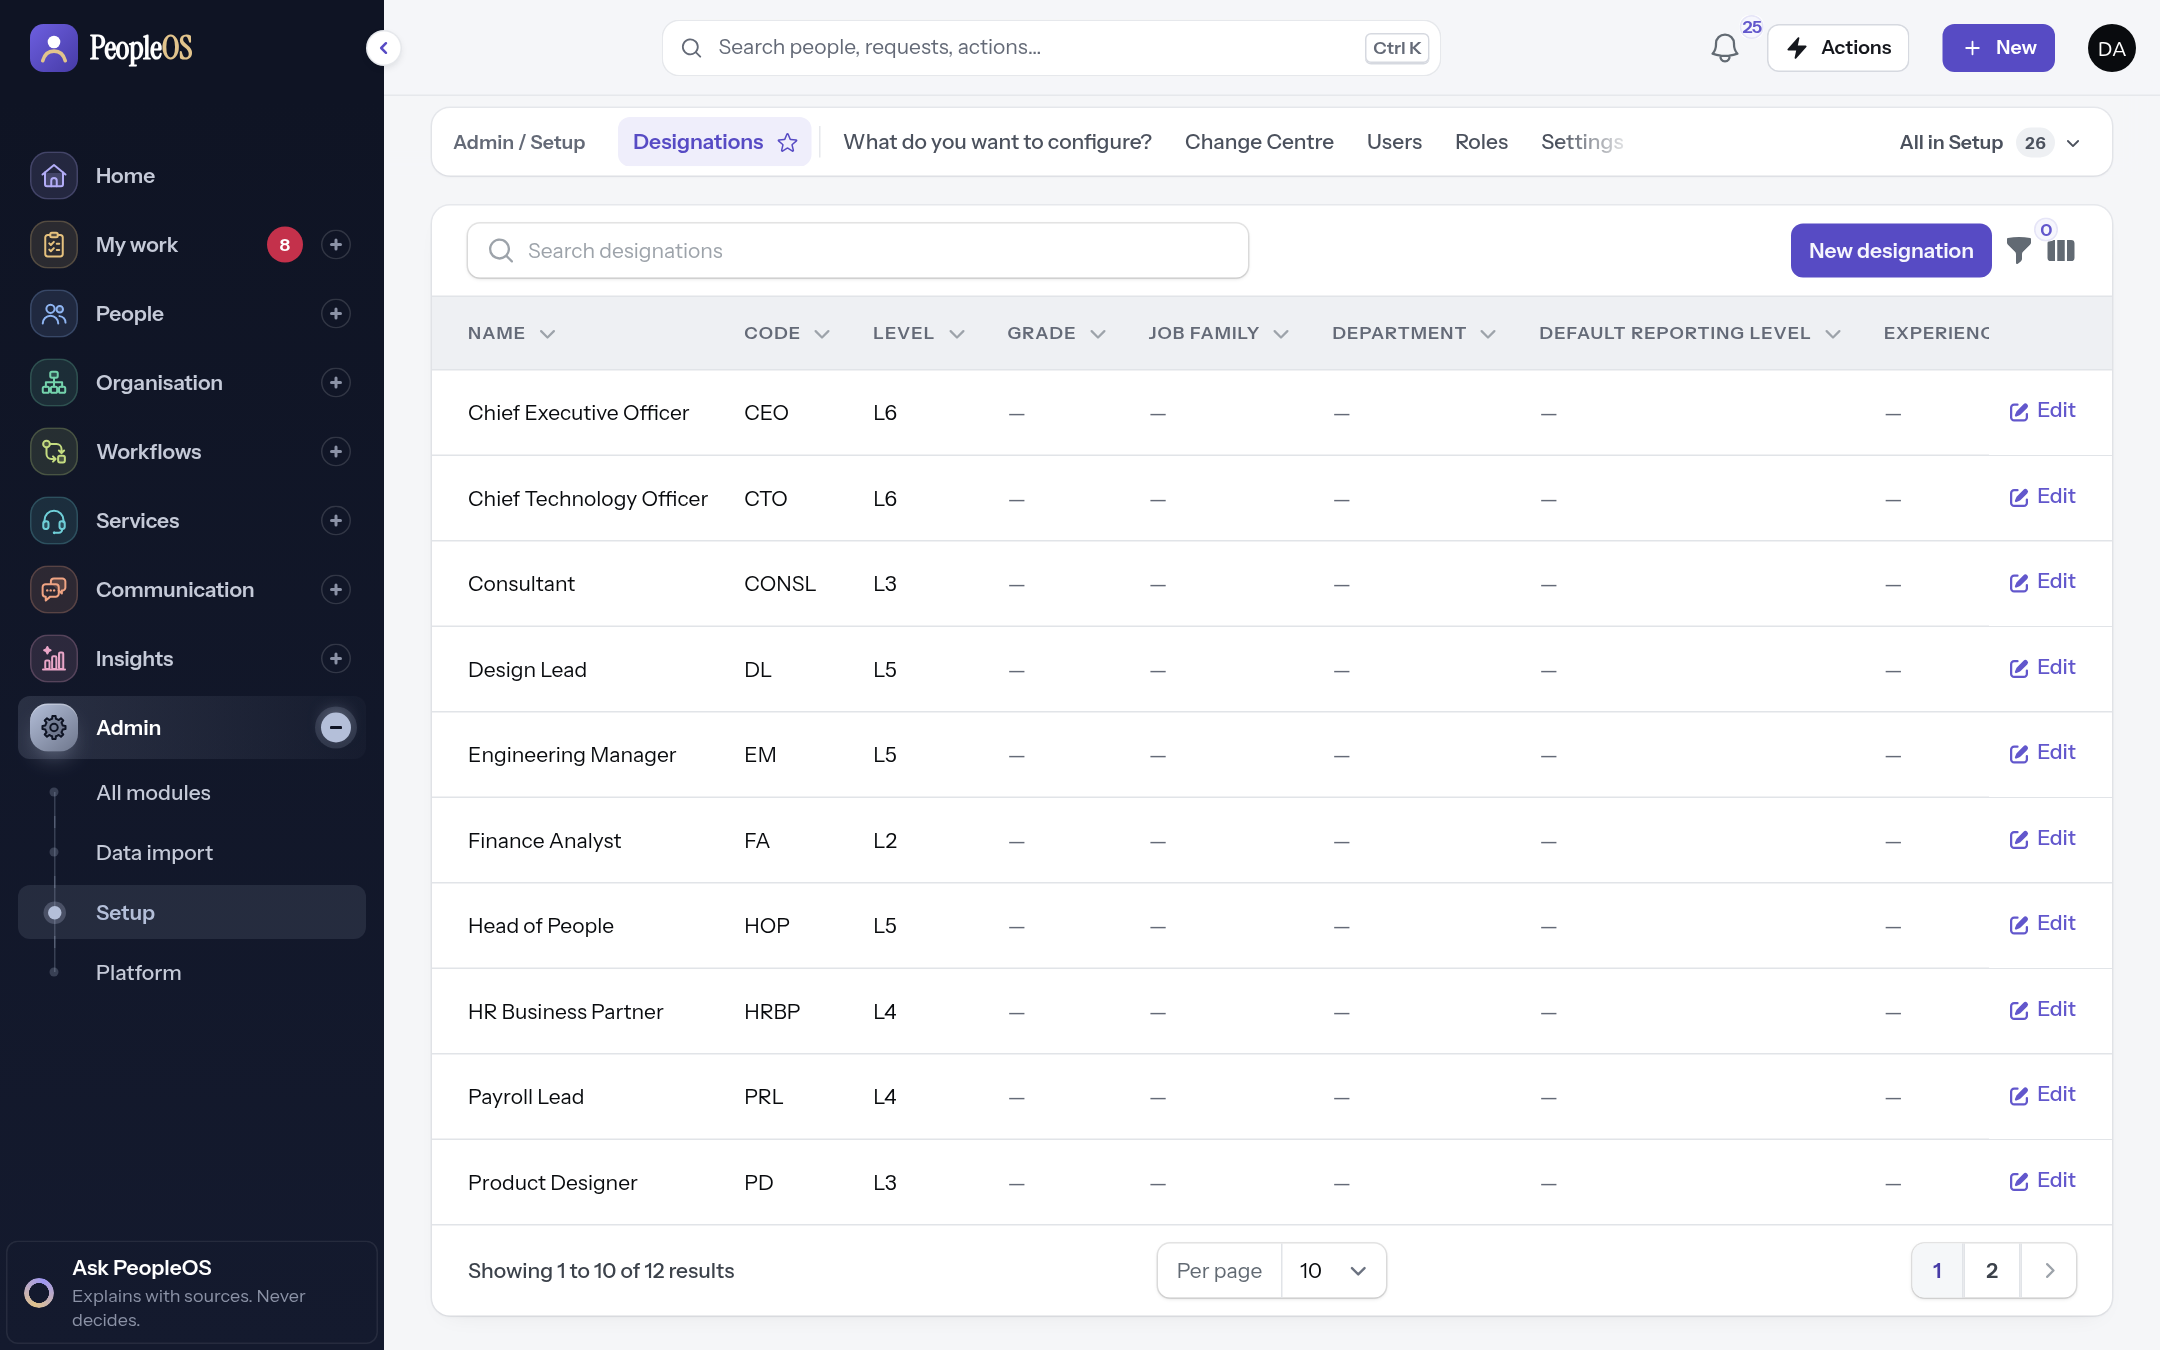 PeopleOS
Search people, requests, actions...
Ctrl K
25
Actions
New
DA
Home
My work
8
People
Organisation
Workflows
Services
Communication
Insights
Admin
All modules
Data import
Setup
Platform
Ask PeopleOS
Explains with sources. Never
decides.
Admin / Setup
Designations
What do you want to configure?
Change Centre
Users
Roles
Settings
All in Setup
26
Search designations
New designation
0
NAME CODE LEVEL GRADE JOB FAMILY DEPARTMENT DEFAULT REPORTING LEVEL EXPERIENC
Chief Executive Officer CEO L6 — — — — — Edit
Chief Technology Officer CTO L6 — — — — — Edit
Consultant CONSL L3 — — — — — Edit
Design Lead DL L5 — — — — — Edit
Engineering Manager EM L5 — — — — — Edit
Finance Analyst FA L2 — — — — — Edit
Head of People HOP L5 — — — — — Edit
HR Business Partner HRBP L4 — — — — — Edit
Payroll Lead PRL L4 — — — — — Edit
Product Designer PD L3 — — — — — Edit
Showing 1 to 10 of 12 results
Per page 10
1 2